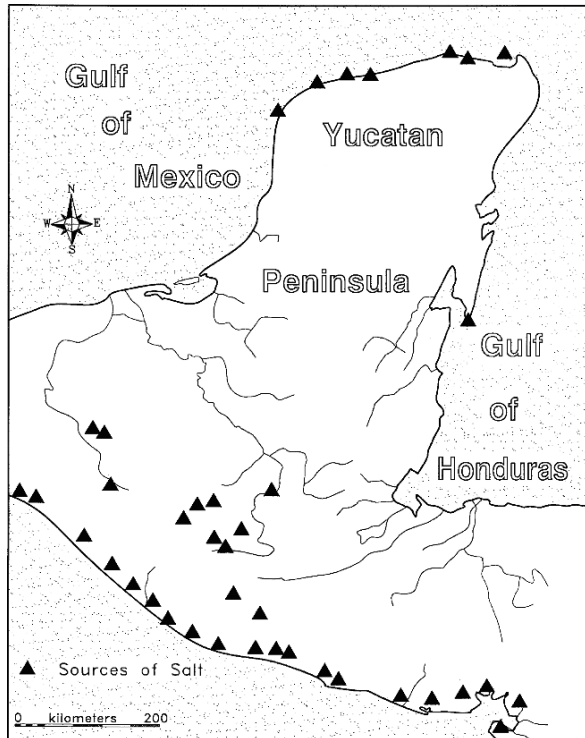 Gulf
of
Mexico
Yucatan
Peninsula
N
W E
S
Gulf
of
Honduras
Sources of Salt
0 kilometers 200